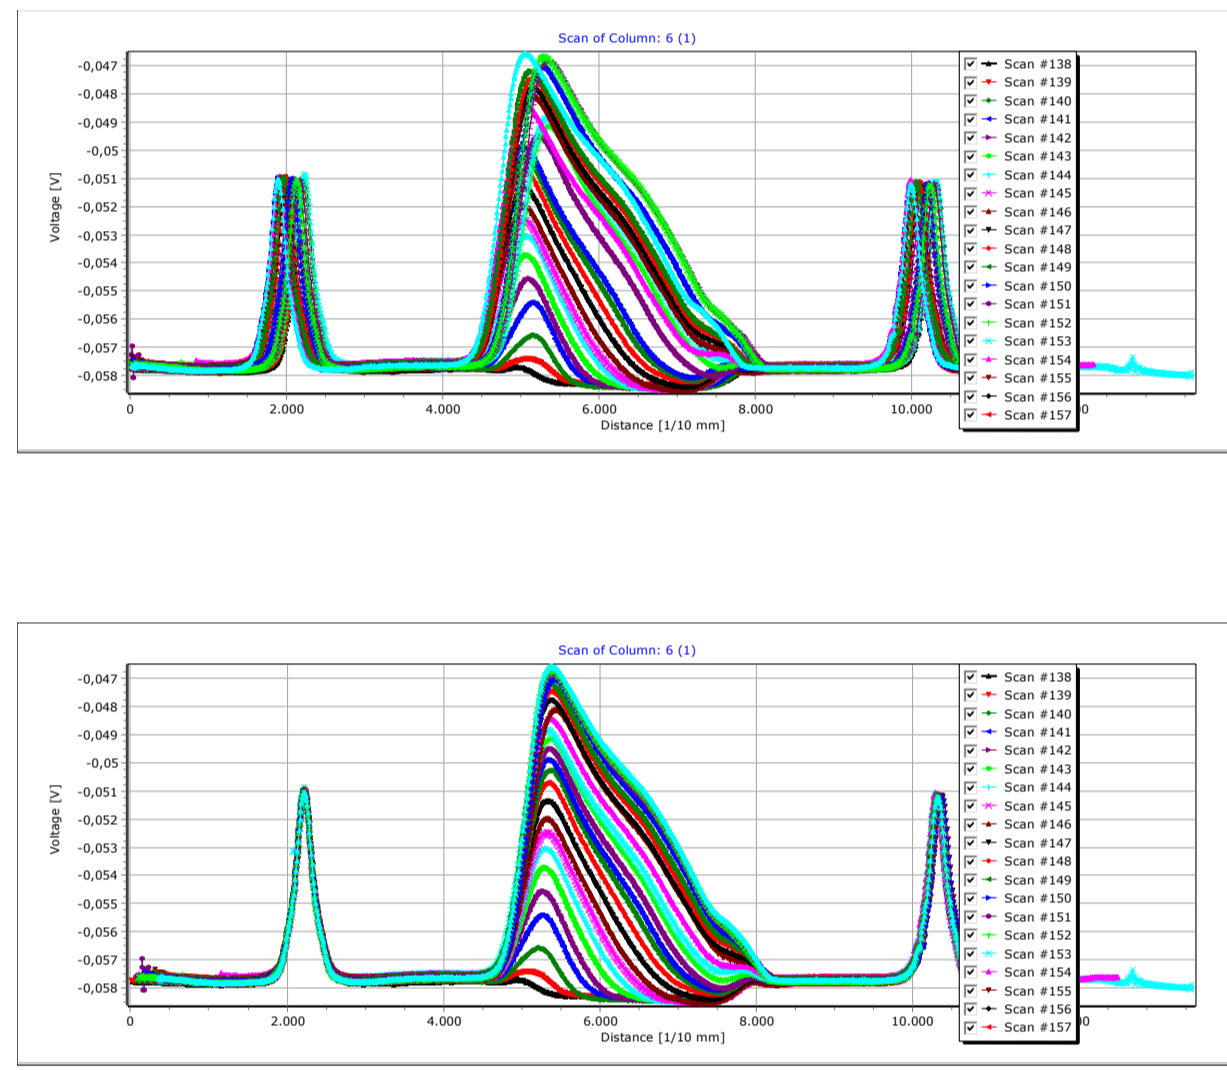 Scan of Column: 6 (1)
-0,047
-0,048
-0,049
-0,05
-0,051
-0,052
-0,053
-0,054
-0,055
-0,056
-0,057
-0,058
Voltage [V]
0 2.000 4.000 6.000 8.000 10.000
Distance [1/10 mm]
Scan #138
Scan #139
Scan #140
Scan #141
Scan #142
Scan #143
Scan #144
Scan #145
Scan #146
Scan #147
Scan #148
Scan #149
Scan #150
Scan #151
Scan #152
Scan #153
Scan #154
Scan #155
Scan #156
Scan #157
Scan of Column: 6 (1)
-0,047
-0,048
-0,049
-0,05
-0,051
-0,052
-0,053
-0,054
-0,055
-0,056
-0,057
-0,058
Voltage [V]
0 2.000 4.000 6.000 8.000 10.000
Distance [1/10 mm]
Scan #138
Scan #139
Scan #140
Scan #141
Scan #142
Scan #143
Scan #144
Scan #145
Scan #146
Scan #147
Scan #148
Scan #149
Scan #150
Scan #151
Scan #152
Scan #153
Scan #154
Scan #155
Scan #156
Scan #157